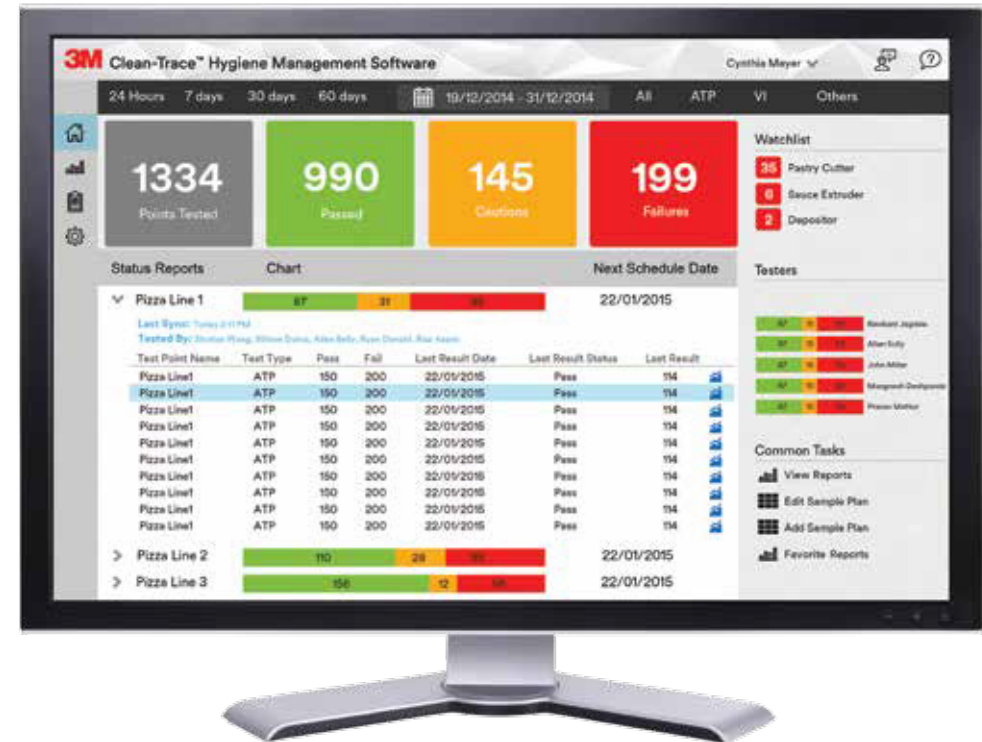 3M Clean-Trace™ Hygiene Management Software Cynthia Meyer
24 Hours 7 days 30 days 60 days 19/12/2014 - 31/12/2014 All ATP VI Others
1334 990 145 199
Points Tested Passed Cautions Failures
Watchlist
35 Pastry Cutter
6 Sauce Extruder
2 Depositor
Status Reports Chart Next Schedule Date
Testers
Pizza Line 1 67 31 22/01/2015
Last Sync: Today
Tested By:
Test Point Name Test Type Pass Fail Last Result Date Last Result Status Last Result
Pizza Line1 ATP 150 200 22/01/2015 Pass 114
Pizza Line1 ATP 150 200 22/01/2015 Pass 114
Pizza Line1 ATP 150 200 22/01/2015 Pass 114
Pizza Line1 ATP 150 200 22/01/2015 Pass 114
Pizza Line1 ATP 150 200 22/01/2015 Pass 114
Pizza Line1 ATP 150 200 22/01/2015 Pass 114
Pizza Line1 ATP 150 200 22/01/2015 Pass 114
Pizza Line1 ATP 150 200 22/01/2015 Pass 114
Pizza Line1 ATP 150 200 22/01/2015 Pass 114
Pizza Line1 ATP 150 200 22/01/2015 Pass 114
John Miller
Common Tasks
View Reports
Edit Sample Plan
Add Sample Plan
Favorite Reports
Pizza Line 2 110 28 22/01/2015
Pizza Line 3 156 12 22/01/2015